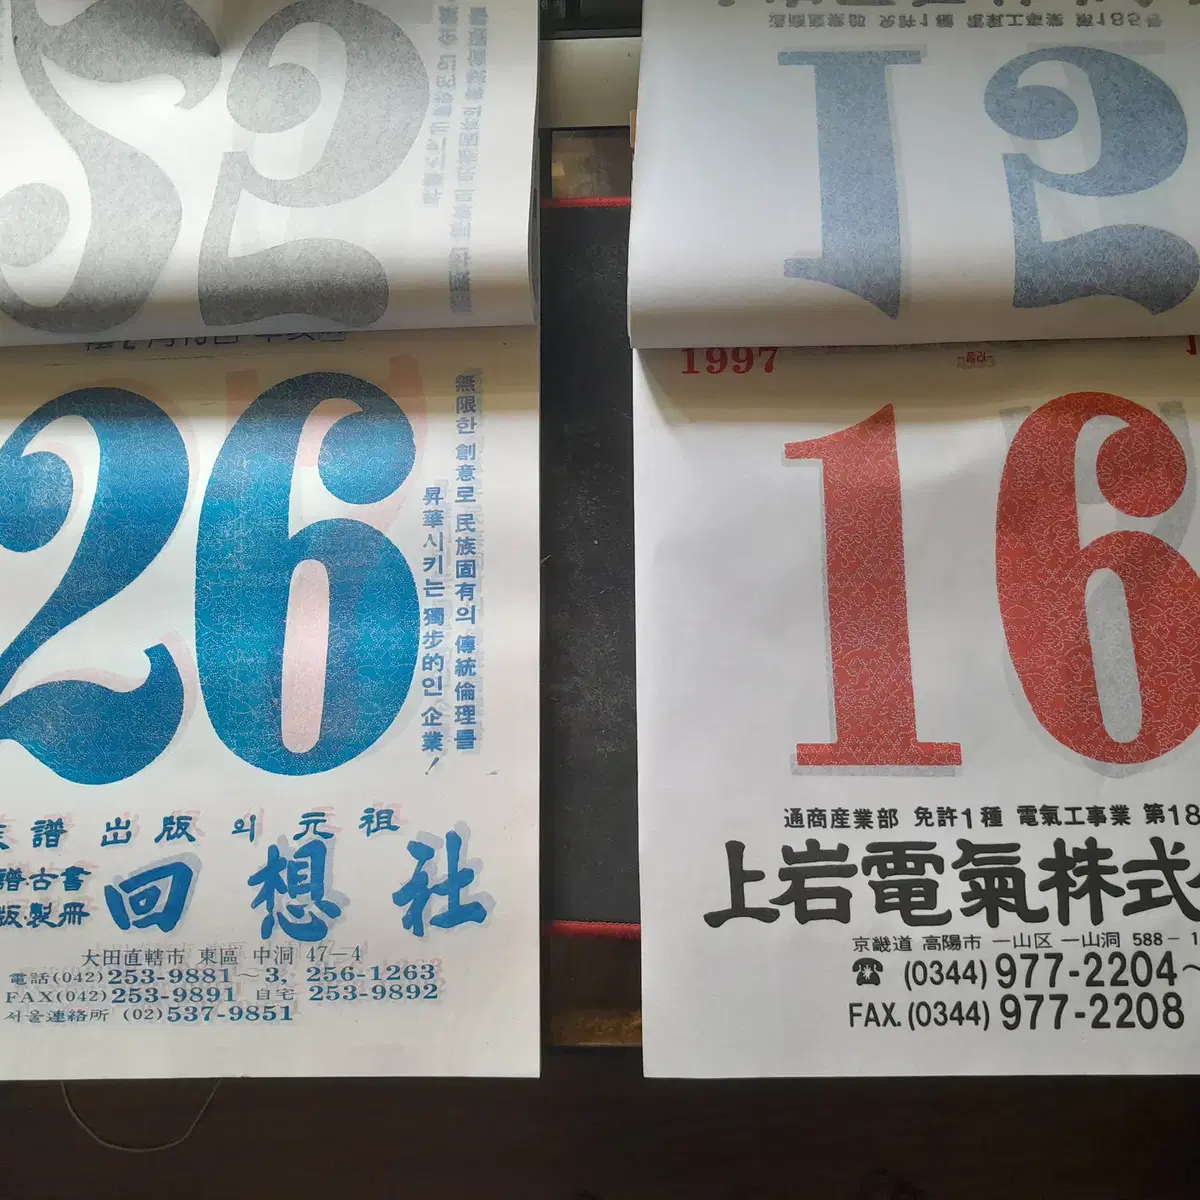 26
無限한 創意로 民族固有의 傳統倫理를
昇華시키는 獨步的인 企業!
譜 出版의 元祖
譜古書
版.製冊
回想社
大田直轄市 東區 中洞 47-4
電話(042)253-9881~3, 256-1263
FAX(042)253-9891 自宅 253-9892
서울連絡所 (02)537-9851
1997
16
通商産業部 免許1種 電氣工事業 第18
上岩電氣株式
京畿道 高陽市 一山区 一山洞 588-1
☎ (0344)977-2204~
FAX.(0344)977-2208